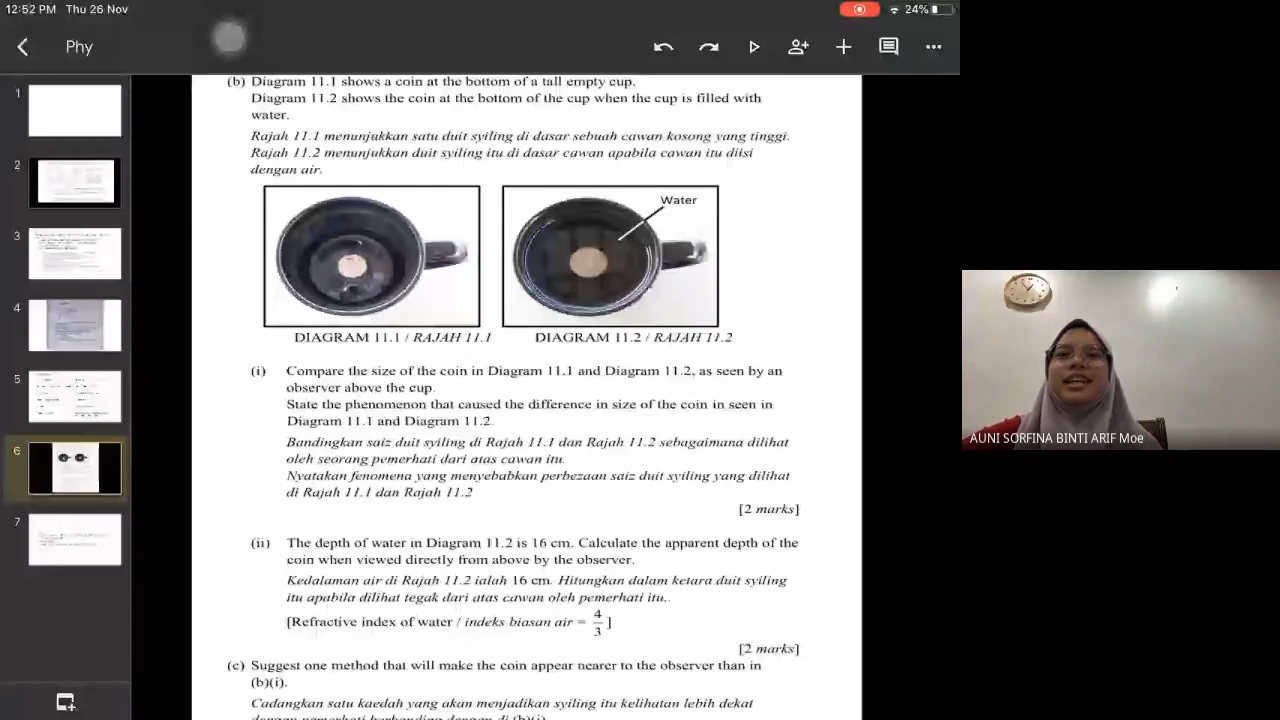 12:52 PM Thu 26 Nov
24%
Phy
1
2
3
4
5
6
7
(b) Diagram 11.1 shows a coin at the bottom of a tall empty cup.
Diagram 11.2 shows the coin at the bottom of the cup when the cup is filled with
water.
Rajah 11.1 menunjukkan satu duit syiling di dasar sebuah cawan kosong yang tinggi.
Rajah 11.2 menunjukkan duit syiling itu di dasar cawan apabila cawan itu diisi
dengan air.
Water
DIAGRAM 11.1 / RAJAH 11.1
DIAGRAM 11.2 / RAJAH 11.2
(i) Compare the size of the coin in Diagram 11.1 and Diagram 11.2, as seen by an
observer above the cup.
State the phenomenon that caused the difference in size of the coin in seen in
Diagram 11.1 and Diagram 11.2.
Bandingkan saiz duit syiling di Rajah 11.1 dan Rajah 11.2 sebagaimana dilihat
oleh seorang pemerhati dari atas cawan itu.
Nyatakan fenomena yang menyebabkan perbezaan saiz duit syiling yang dilihat
di Rajah 11.1 dan Rajah 11.2
[2 marks]
(ii) The depth of water in Diagram 11.2 is 16 cm. Calculate the apparent depth of the
coin when viewed directly from above by the observer.
Kedalaman air di Rajah 11.2 ialah 16 cm. Hitungkan dalam ketara duit syiling
itu apabila dilihat tegak dari atas cawan oleh pemerhati itu,.
[Refractive index of water / indeks biasan air = 4/3 ]
[2 marks]
(c) Suggest one method that will make the coin appear nearer to the observer than in
(b)(i).
Cadangkan satu kaedah yang akan menjadikan syiling itu kelihatan lebih dekat
dengan pemerhati berbanding dengan di (b)(i).
AUNI SORFINA BINTI ARIF Moe